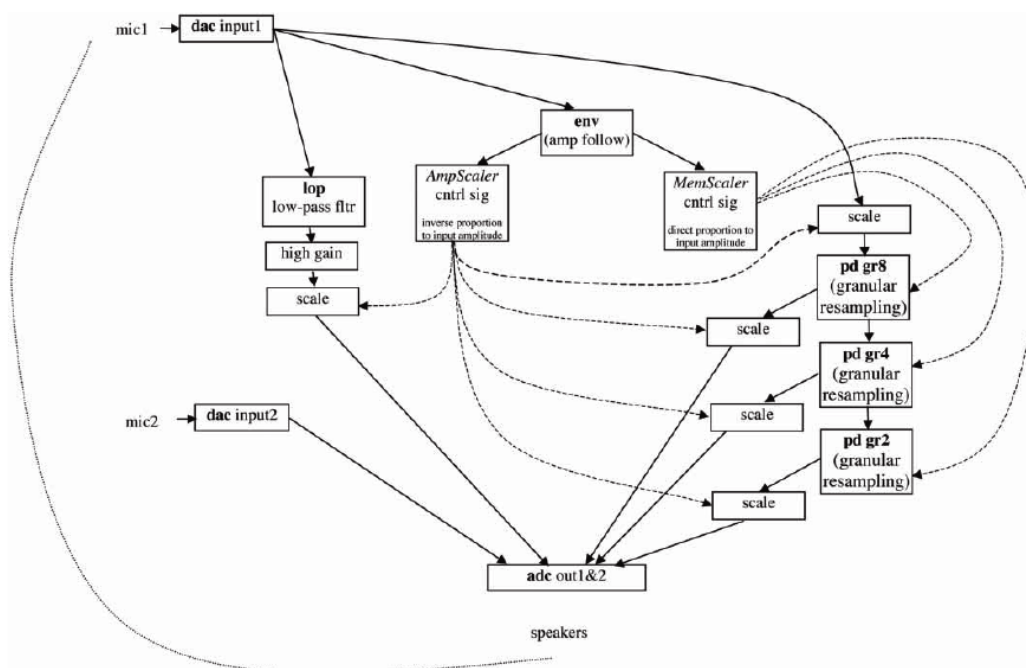 mic1
dac input1
env
(amp follow)
lop
low-pass fltr
AmpScaler
cntrl sig
inverse proportion
to input amplitude
MemScaler
cntrl sig
direct proportion to
input amplitude
scale
high gain
pd gr8
(granular
resampling)
scale
scale
pd gr4
(granular
resampling)
mic2
dac input2
scale
pd gr2
(granular
resampling)
scale
adc out1&2
speakers